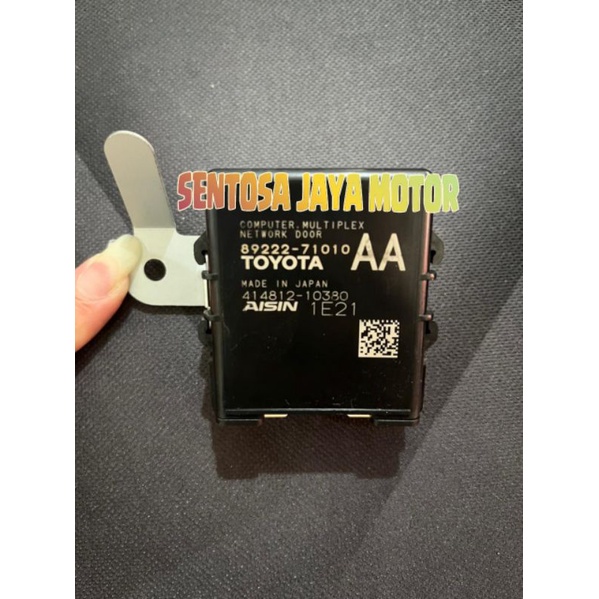 SENTOSA JAYA MOTOR
COMPUTER, MULTIPLEX
NETWORK DOOR
89222-71010 AA
TOYOTA
MADE IN JAPAN
414812-10380
AISIN 1E21